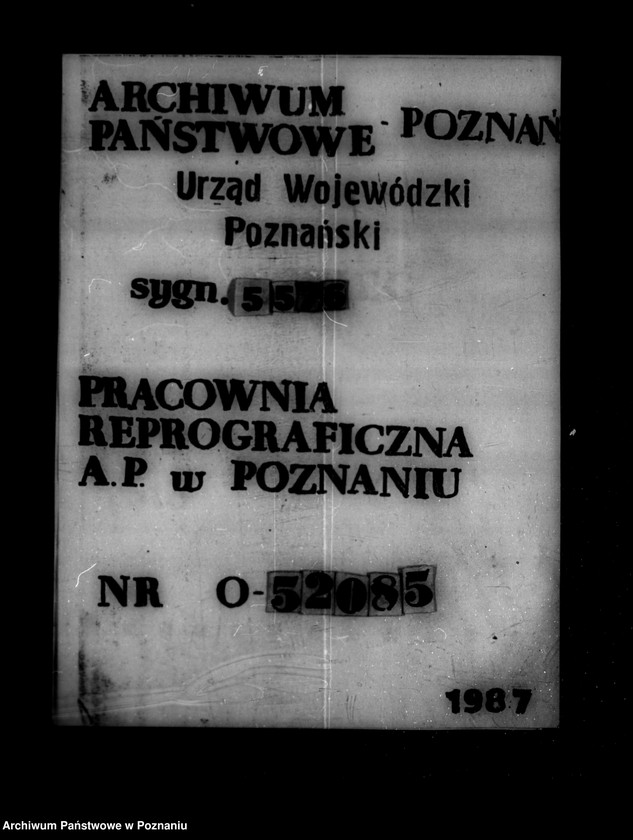 ARCHIWUM
PAŃSTWOWE - POZNAŃ
Urząd Wojewódzki
Poznański
sygn.
PRACOWNIA
REPROGRAFICZNA
A.P. w POZNANIU
NR O-52085
1987
Archiwum Państwowe w Poznaniu